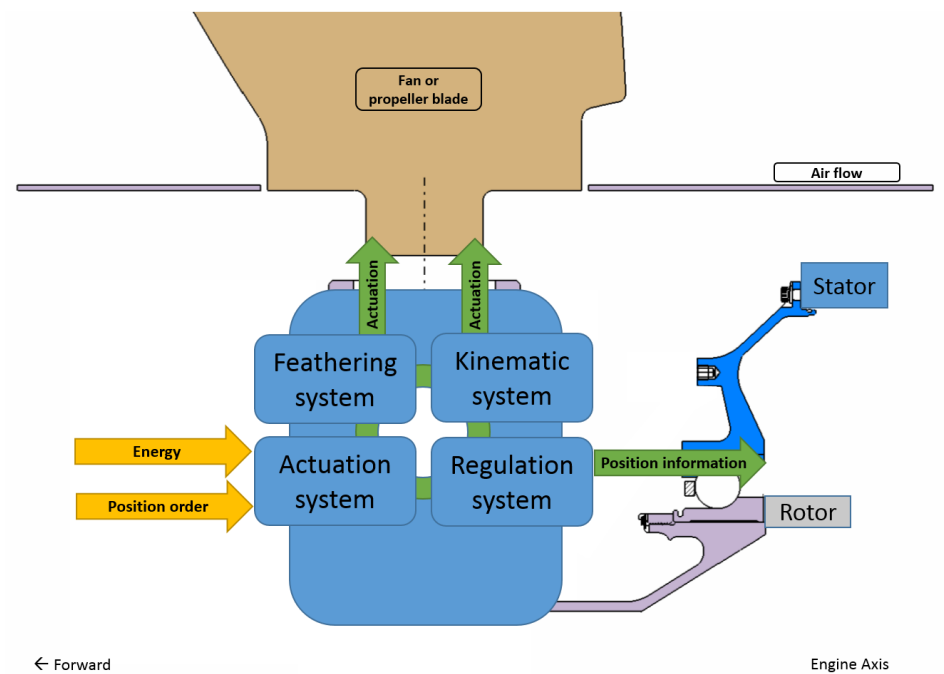 Fan or
propeller blade
Air flow
Actuation
Actuation
Stator
Feathering
system
Kinematic
system
Energy
Position order
Actuation
system
Regulation
system
Position information
Rotor
← Forward
Engine Axis